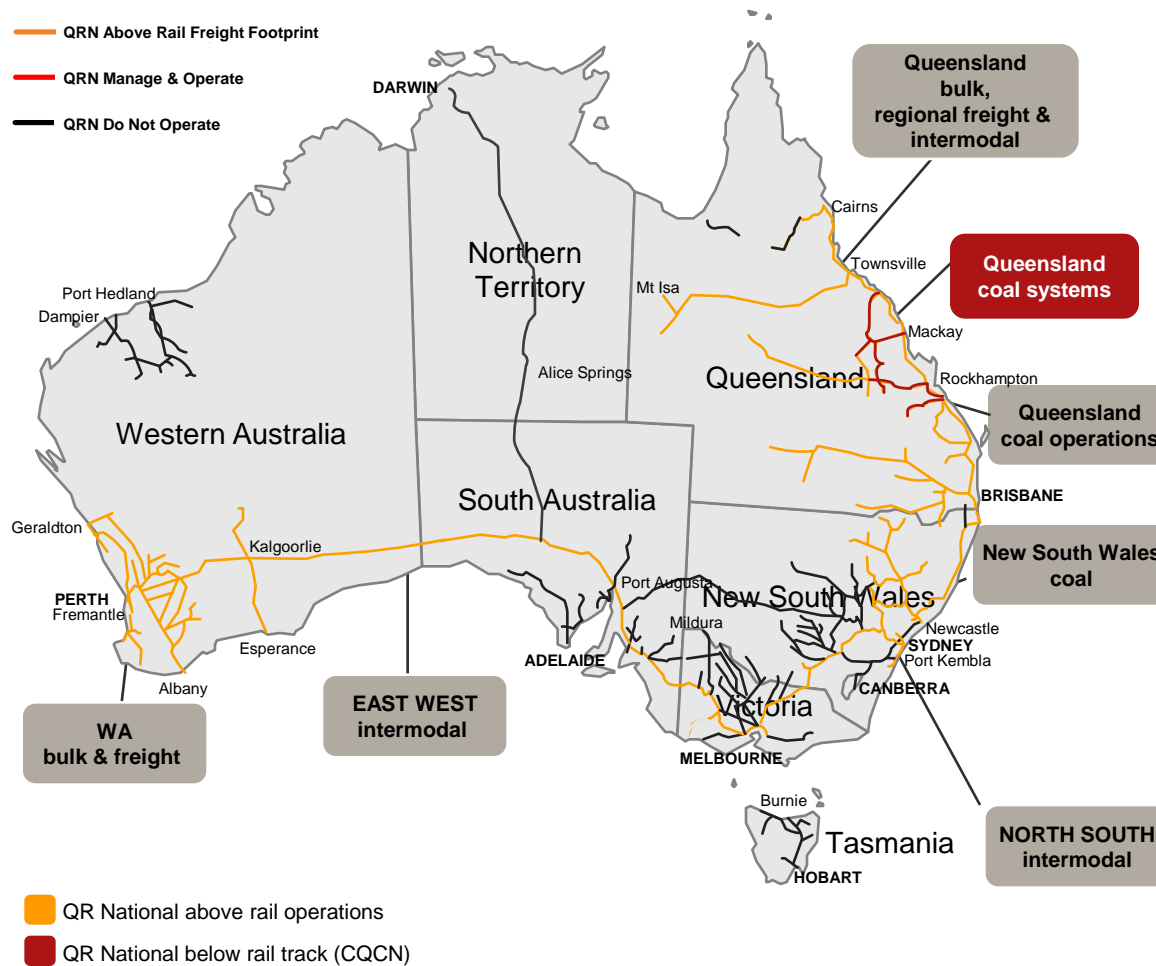 QRN Above Rail Freight Footprint
QRN Manage & Operate
QRN Do Not Operate
Queensland
bulk,
regional freight &
intermodal
DARWIN
Cairns
Northern
Territory
Townsville
Queensland
coal systems
Port Hedland
Dampier
Mt Isa
Mackay
Alice Springs
Queensland
Rockhampton
Queensland
coal operations
Western Australia
South Australia
BRISBANE
Geraldton
Kalgoorlie
New South Wales
coal
Port Augusta
New South Wales
PERTH
Fremantle
Mildura
Newcastle
SYDNEY
Esperance
ADELAIDE
Port Kembla
CANBERRA
Albany
EAST WEST
intermodal
Victoria
WA
bulk & freight
MELBOURNE
Burnie
Tasmania
NORTH SOUTH
intermodal
HOBART
QR National above rail operations
QR National below rail track (CQCN)